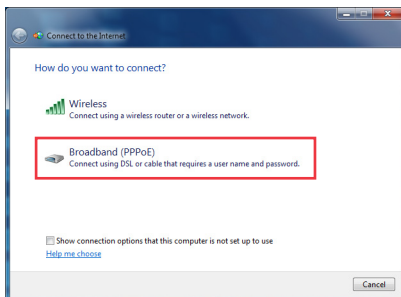 Connect to the Internet
How do you want to connect?
Wireless
Connect using a wireless router or a wireless network.
Broadband (PPPoE)
Connect using DSL or cable that requires a user name and password.
Show connection options that this computer is not set up to use
Help me choose
Cancel